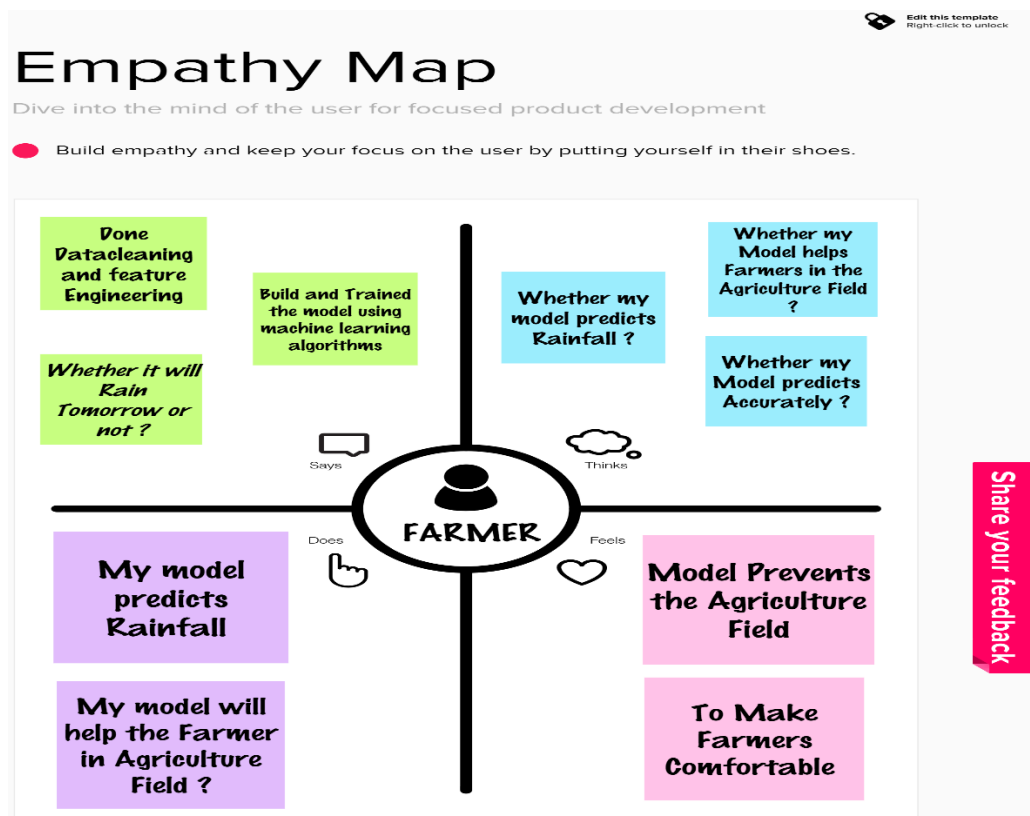 Edit this template
Right-click to unlock
Empathy Map
Dive into the mind of the user for focused product development
Build empathy and keep your focus on the user by putting yourself in their shoes.
Done
Datacleaning
and feature
Engineering
Build and Trained
the model using
machine learning
algorithms
Whether it will
Rain
Tomorrow or
not ?
Whether my
model predicts
Rainfall ?
Whether my
Model helps
Farmers in the
Agriculture Field
?
Whether my
Model predicts
Accurately ?
Says
Thinks
FARMER
Does
Feels
My model
predicts
Rainfall
My model will
help the Farmer
in Agriculture
Field ?
Model Prevents
the Agriculture
Field
To Make
Farmers
Comfortable
Share your feedback